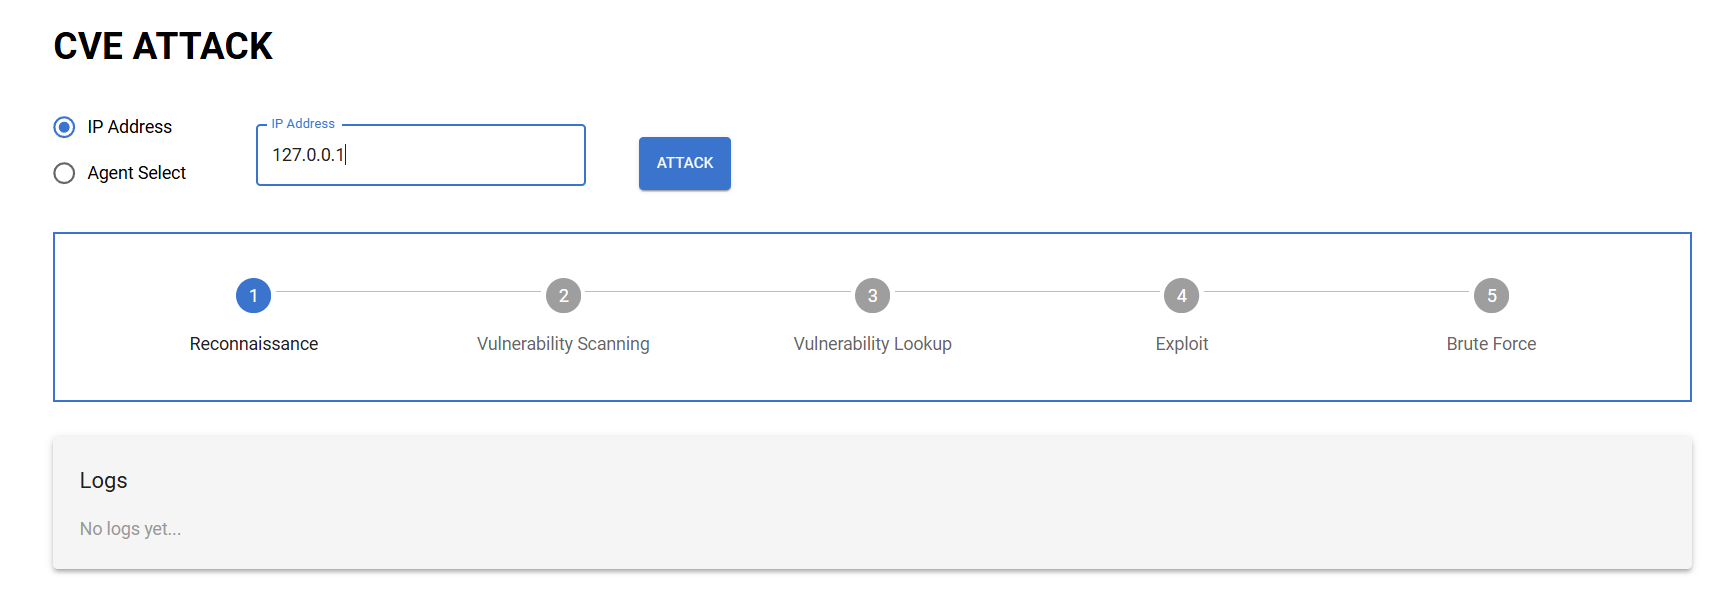 CVE ATTACK
IP Address
Agent Select
IP Address
127.0.0.1
ATTACK
1
2
3
4
5
Reconnaissance
Vulnerability Scanning
Vulnerability Lookup
Exploit
Brute Force
Logs
No logs yet...